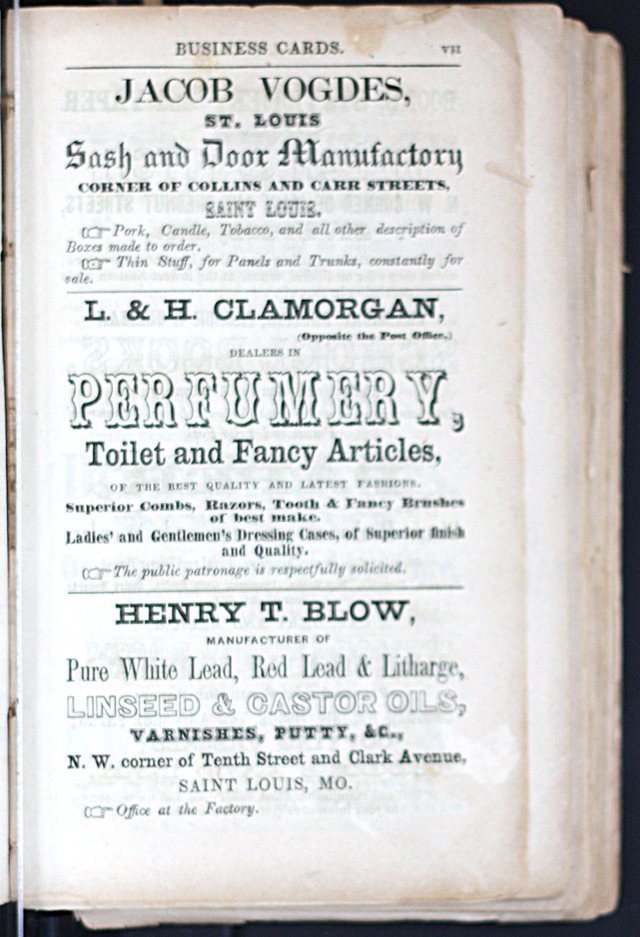 BUSINESS CARDS. VII
JACOB VOGDES,
ST. LOUIS
Sash and Door Manufactory
CORNER OF COLLINS AND CARR STREETS,
SAINT LOUIS.
☞ Pork, Candle, Tobacco, and all other description of
Boxes made to order.
☞ Thin Stuff, for Panels and Trunks, constantly for
sale.
L. & H. CLAMORGAN,
(Opposite the Post Office,)
DEALERS IN
PERFUMERY,
Toilet and Fancy Articles,
OF THE BEST QUALITY AND LATEST FASHIONS.
Superior Combs, Razors, Tooth & Fancy Brushes
of best make.
Ladies' and Gentlemen's Dressing Cases, of Superior finish
and Quality.
☞ The public patronage is respectfully solicited.
HENRY T. BLOW,
MANUFACTURER OF
Pure White Lead, Red Lead & Litharge,
LINSEED & CASTOR OILS,
VARNISHES, PUTTY, &C.,
N. W. corner of Tenth Street and Clark Avenue,
SAINT LOUIS, MO.
☞ Office at the Factory.